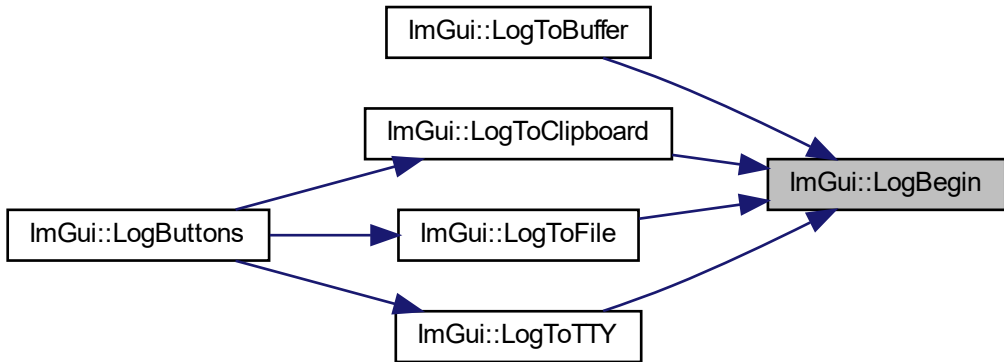 ImGui::LogToBuffer
ImGui::LogToClipboard
ImGui::LogBegin
ImGui::LogButtons
ImGui::LogToFile
ImGui::LogToTTY